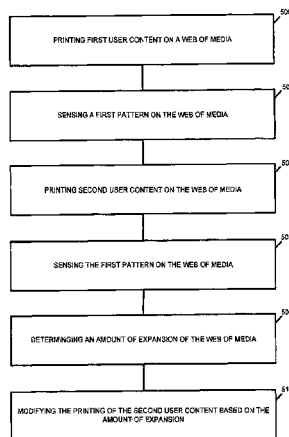 PRINTING FIRST USER CONTENT ON A WEB OF MEDIA
SENSING A FIRST PATTERN ON THE WEB OF MEDIA
PRINTING SECOND USER CONTENT ON THE WEB OF MEDIA
SENSING THE FIRST PATTERN ON THE WEB OF MEDIA
DETERMINGING AN AMOUNT OF EXPANSION OF THE WEB OF MEDIA
MODIFYING THE PRINTING OF THE SECOND USER CONTENT BASED ON THE
AMOUNT OF EXPANSION